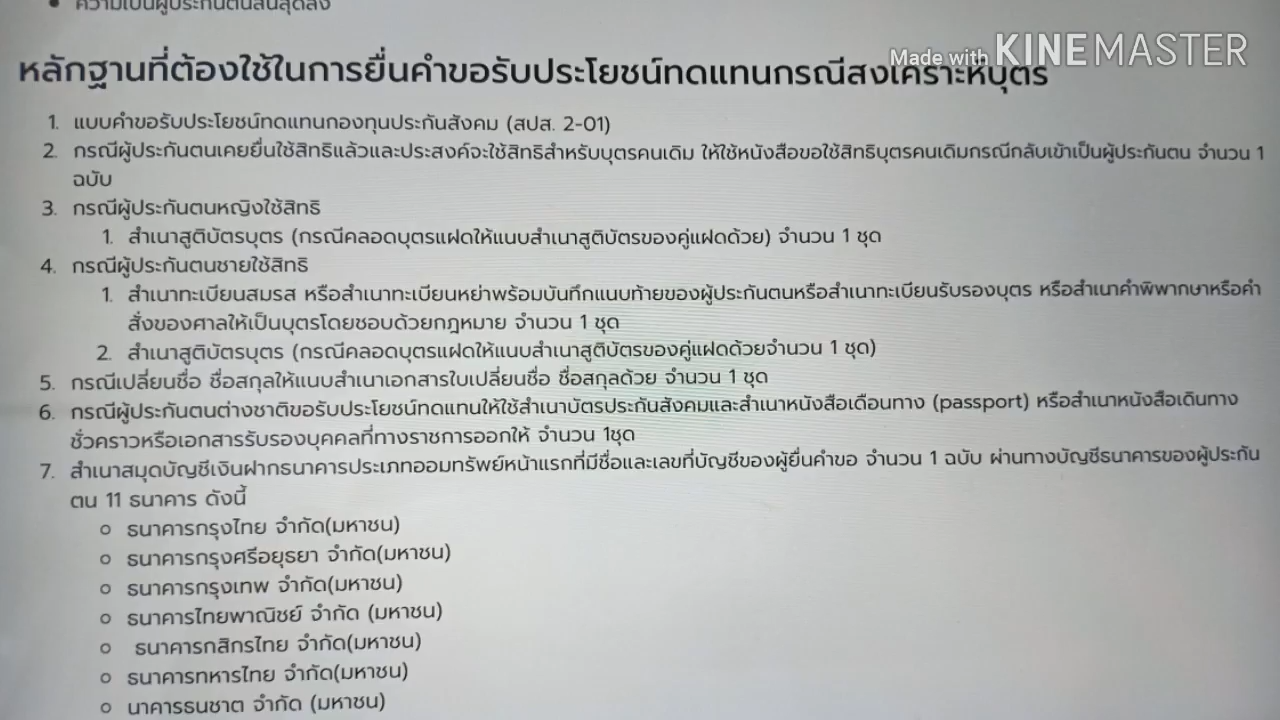 ความเป็นผู้ประกันตนสิ้นสุดลง
Made with KINEMASTER
หลักฐานที่ต้องใช้ในการยื่นคำขอรับประโยชน์ทดแทนกรณีสงเคราะห์บุตร
1. แบบคำขอรับประโยชน์ทดแทนกองทุนประกันสังคม (สปส. 2-01)
2. กรณีผู้ประกันตนเคยยื่นใช้สิทธิแล้วและประสงค์จะใช้สิทธิสำหรับบุตรคนเดิม ให้ใช้หนังสือขอใช้สิทธิบุตรคนเดิมกรณีกลับเข้าเป็นผู้ประกันตน จำนวน 1
ฉบับ
3. กรณีผู้ประกันตนหญิงใช้สิทธิ
1. สำเนาสูติบัตรบุตร (กรณีคลอดบุตรแฝดให้แนบสำเนาสูติบัตรของคู่แฝดด้วย) จำนวน 1 ชุด
4. กรณีผู้ประกันตนชายใช้สิทธิ
1. สำเนาทะเบียนสมรส หรือสำเนาทะเบียนหย่าพร้อมบันทึกแนบท้ายของผู้ประกันตนหรือสำเนาทะเบียนรับรองบุตร หรือสำเนาคำพิพากษาหรือคำ
สั่งของศาลให้เป็นบุตรโดยชอบด้วยกฎหมาย จำนวน 1 ชุด
2. สำเนาสูติบัตรบุตร (กรณีคลอดบุตรแฝดให้แนบสำเนาสูติบัตรของคู่แฝดด้วยจำนวน 1 ชุด)
5. กรณีเปลี่ยนชื่อ ชื่อสกุลให้แนบสำเนาเอกสารใบเปลี่ยนชื่อ ชื่อสกุลด้วย จำนวน 1 ชุด
6. กรณีผู้ประกันตนต่างชาติขอรับประโยชน์ทดแทนให้ใช้สำเนาบัตรประกันสังคมและสำเนาหนังสือเดือนทาง (passport) หรือสำเนาหนังสือเดินทาง
ชั่วคราวหรือเอกสารรับรองบุคคลที่ทางราชการออกให้ จำนวน 1ชุด
7. สำเนาสมุดบัญชีเงินฝากธนาคารประเภทออมทรัพย์หน้าแรกที่มีชื่อและเลขที่บัญชีของผู้ยื่นคำขอ จำนวน 1 ฉบับ ผ่านทางบัญชีธนาคารของผู้ประกัน
ตน 11 ธนาคาร ดังนี้
ธนาคารกรุงไทย จำกัด(มหาชน)
ธนาคารกรุงศรีอยุธยา จำกัด(มหาชน)
ธนาคารกรุงเทพ จำกัด(มหาชน)
ธนาคารไทยพาณิชย์ จำกัด (มหาชน)
ธนาคารกสิกรไทย จำกัด(มหาชน)
ธนาคารทหารไทย จำกัด(มหาชน)
นาคารธนชาต จำกัด (มหาชน)